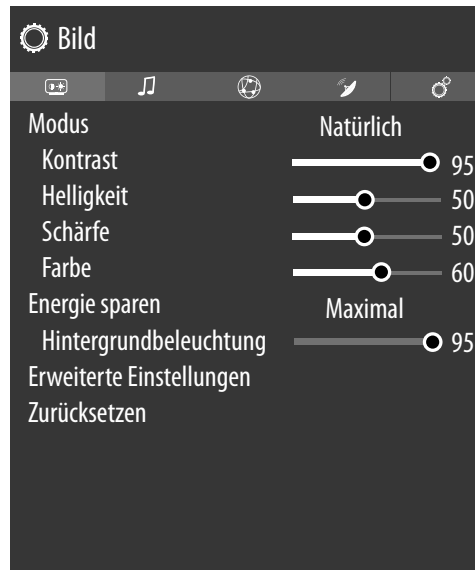 Bild
Modus Natürlich
Kontrast 95
Helligkeit 50
Schärfe 50
Farbe 60
Energie sparen Maximal
Hintergrundbeleuchtung 95
Erweiterte Einstellungen
Zurücksetzen